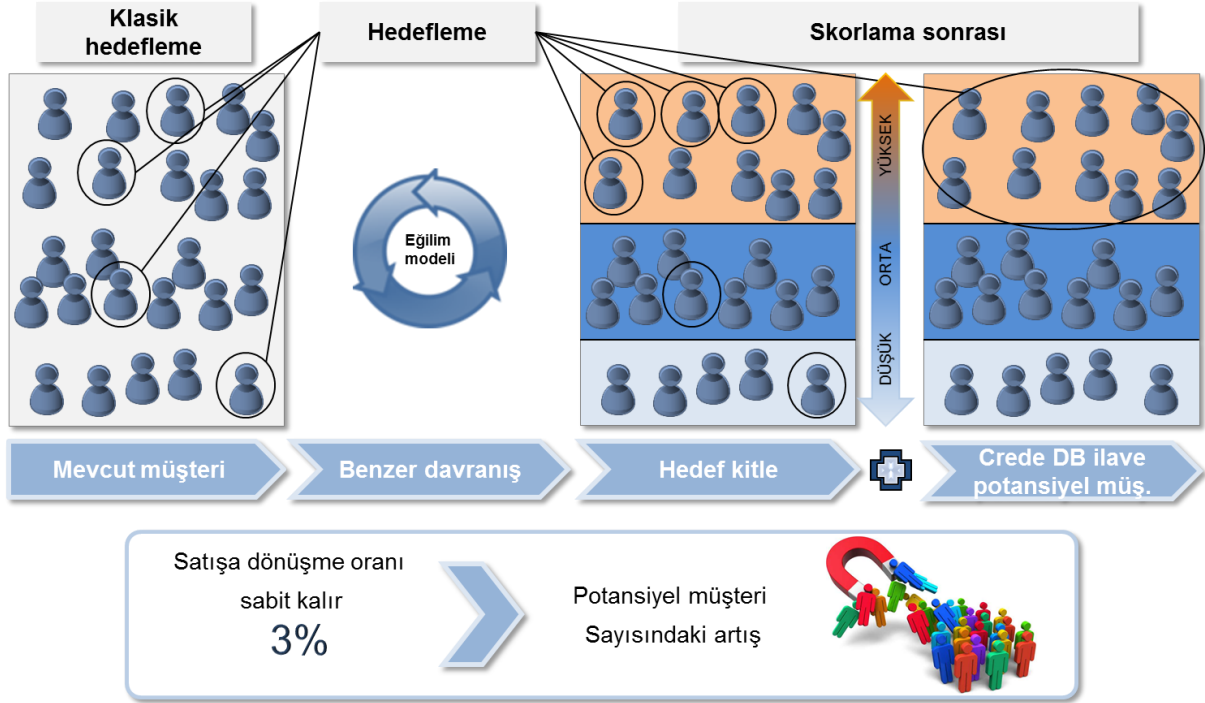 Klasik
hedefleme
Hedefleme
Skorlama sonrası
Eğilim
modeli
YÜKSEK
ORTA
DÜŞÜK
Mevcut müşteri
Benzer davranış
Hedef kitle
Crede DB ilave
potansiyel müş.
Satışa dönüşme oranı
sabit kalır
3%
Potansiyel müşteri
Sayısındaki artış